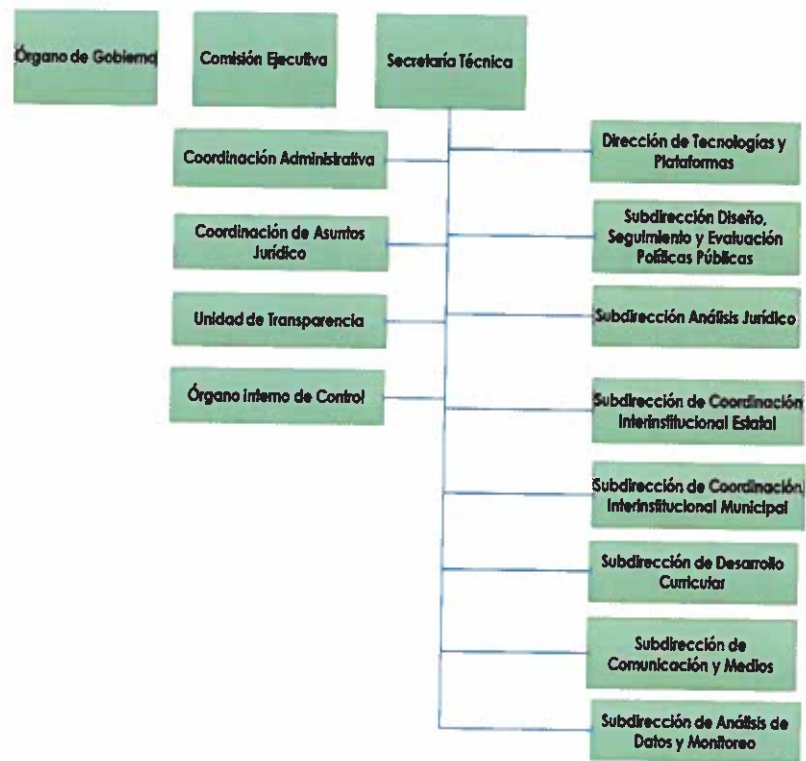 Órgano de Gobierno
Comisión Ejecutiva
Secretaría Técnica
Coordinación Administrativa
Dirección de Tecnologías y
Plataformas
Coordinación de Asuntos
Jurídico
Subdirección Diseño,
Seguimiento y Evaluación
Políticas Públicas
Unidad de Transparencia
Subdirección Análisis Jurídico
Órgano interno de Control
Subdirección de Coordinación
Interinstitucional Estatal
Subdirección de Coordinación
Interinstitucional Municipal
Subdirección de Desarrollo
Curricular
Subdirección de
Comunicación y Medios
Subdirección de Análisis de
Datos y Monitoreo